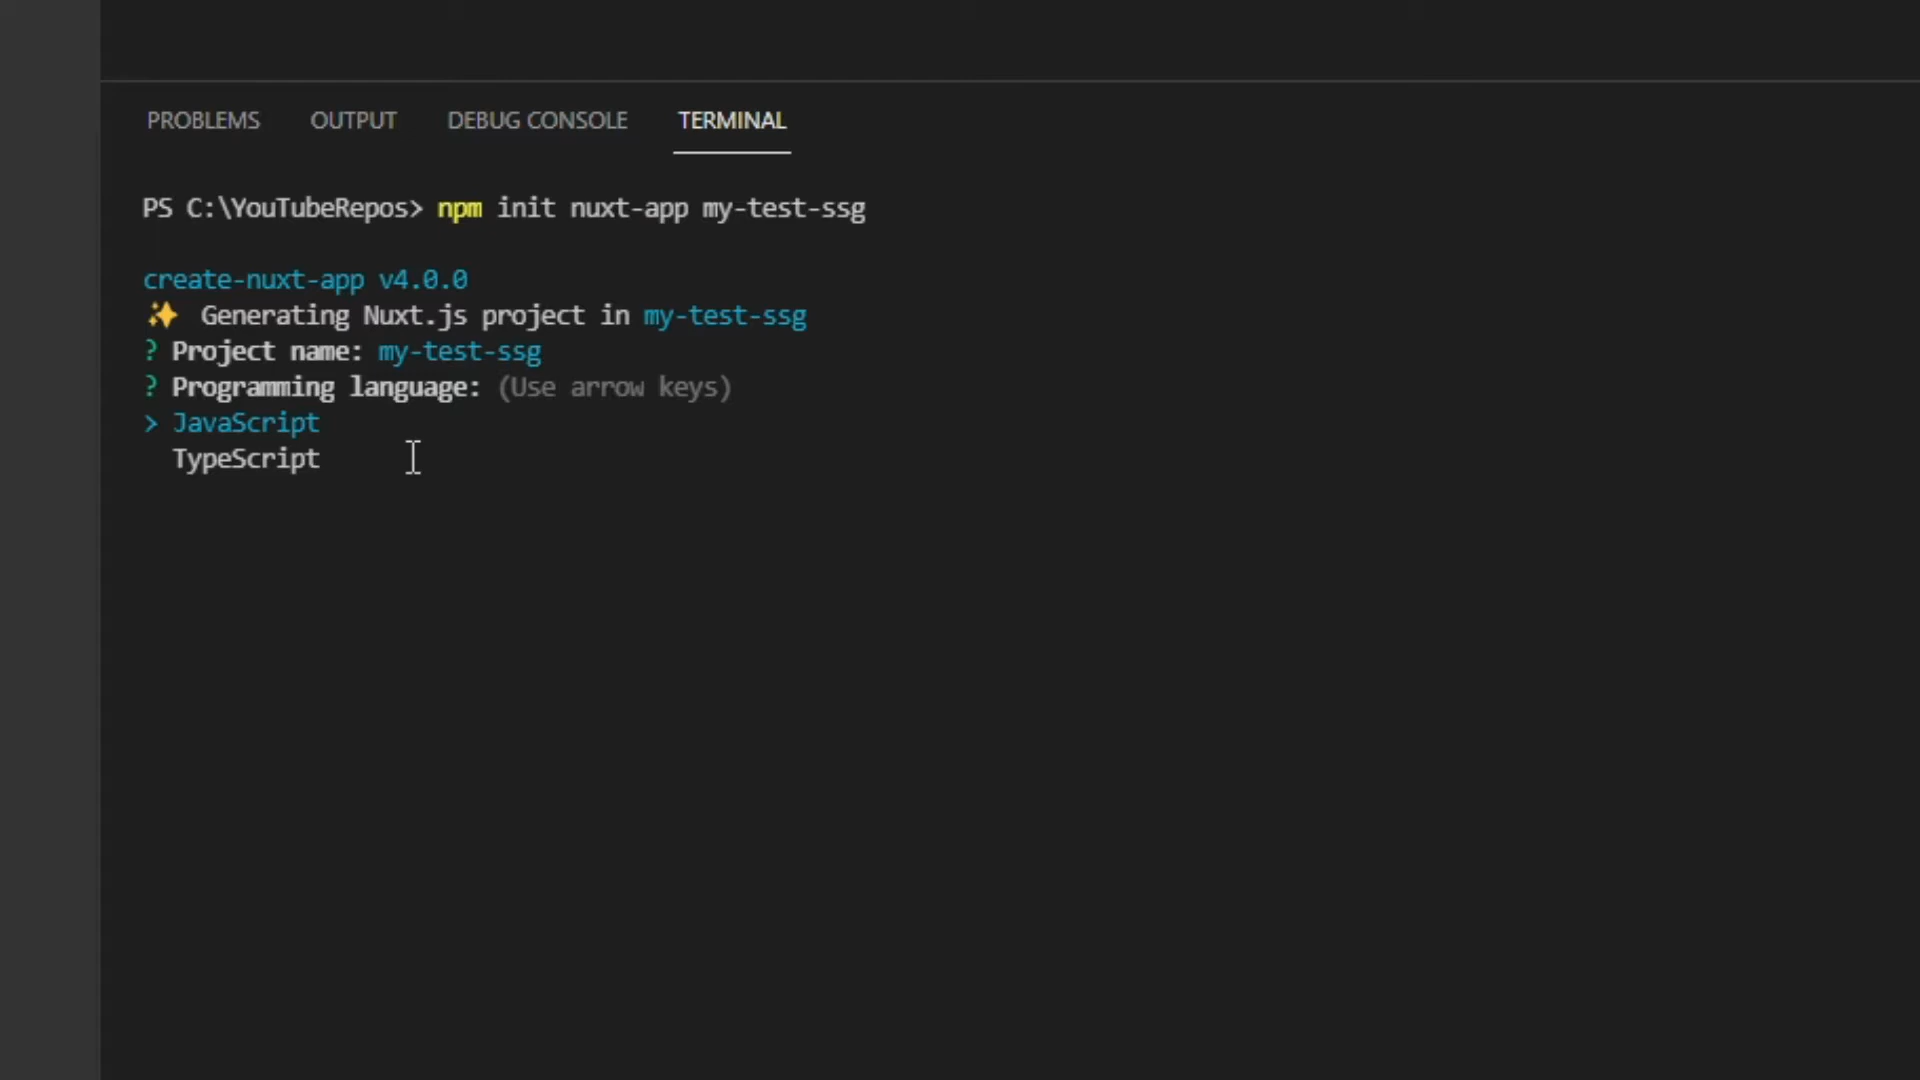 PROBLEMS OUTPUT DEBUG CONSOLE TERMINAL
PS C:\YouTubeRepos> npm init nuxt-app my-test-ssg
create-nuxt-app v4.0.0
✨ Generating Nuxt.js project in my-test-ssg
? Project name: my-test-ssg
? Programming language: (Use arrow keys)
> JavaScript
TypeScript